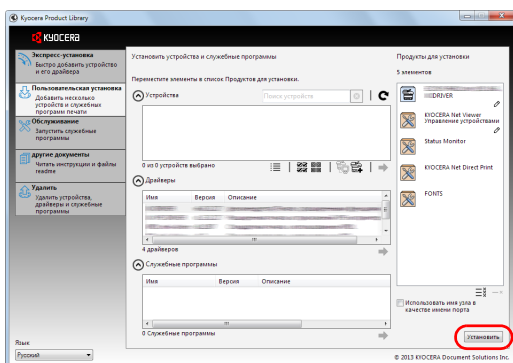 Kyocera Product Library
KYOCERA
Экспресс-установка
Быстро добавить устройство
и его драйвера
Пользовательская установка
Добавить несколько
устройств и служебных
программ печати
Обслуживание
Запустить служебные
программы
другие документы
Читать инструкции и файлы
readme
Удалить
Удалить устройства,
драйверы и служебные
программы
Язык
Русский
Установить устройства и служебные программы
Переместите элементы в список Продуктов для установки.
Устройства
Поиск устройств
0 из 0 устройств выбрано
Драйверы
Имя Версия Описание
4 драйверов
Служебные программы
Имя Версия Описание
0 Служебные программы
Продукты для установки
5 элементов
DRIVER
KYOCERA Net Viewer
Управление устройствами
Status Monitor
KYOCERA Net Direct Print
FONTS
Использовать имя узла в
качестве имени порта
Установить
© 2013 KYOCERA Document Solutions Inc.